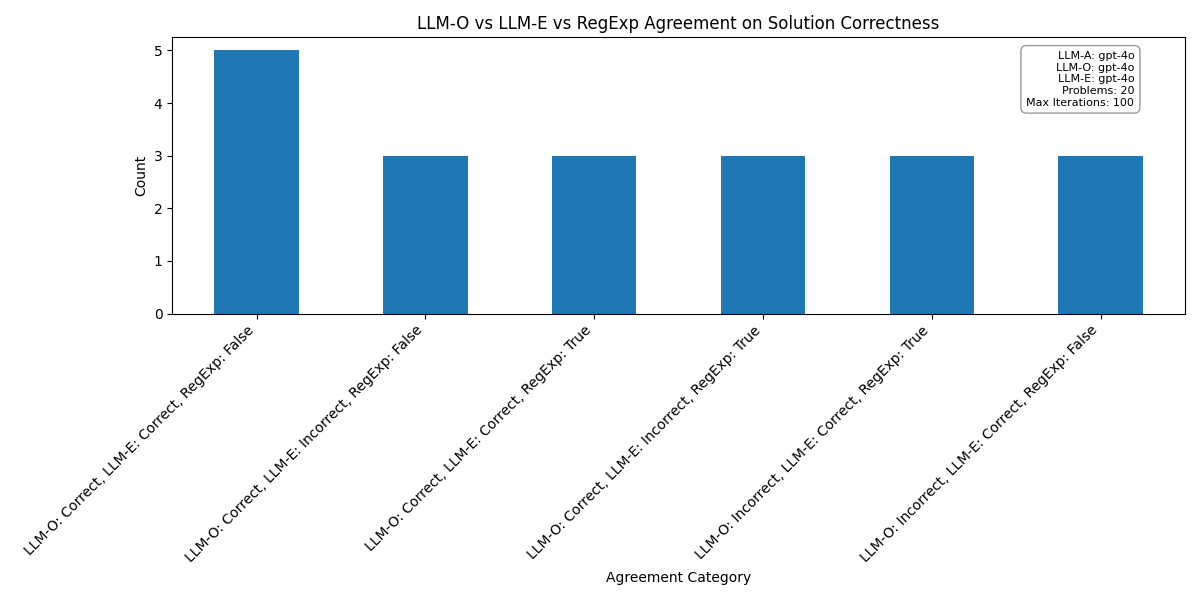 LLM-O vs LLM-E vs RegExp Agreement on Solution Correctness
LLM-A: gpt-4o
LLM-O: gpt-4o
LLM-E: gpt-4o
Problems: 20
Max Iterations: 100
Count
5
4
3
2
1
0
LLM-O: Correct, LLM-E: Correct, RegExp: False
LLM-O: Correct, LLM-E: Incorrect, RegExp: False
LLM-O: Correct, LLM-E: Correct, RegExp: True
LLM-O: Correct, LLM-E: Incorrect, RegExp: True
LLM-O: Incorrect, LLM-E: Correct, RegExp: True
LLM-O: Incorrect, LLM-E: Correct, RegExp: False
Agreement Category